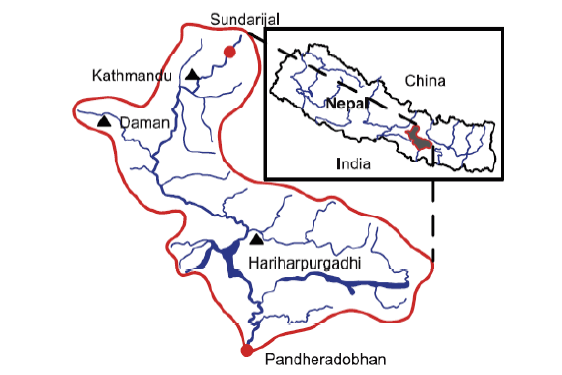 Sundarijal
Kathmandu
Daman
China
Nepal
India
Hariharpurgadhi
Pandheradobhan